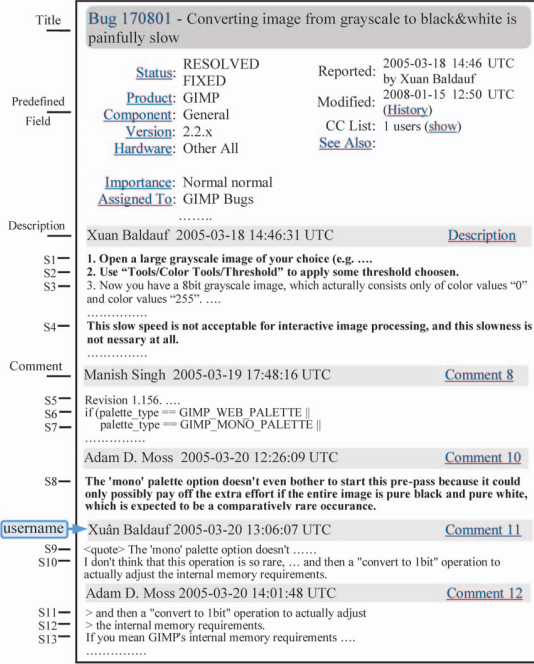 Title
Bug 170801 - Converting image from grayscale to black&white is
painfully slow
Predefined
Field
Status: RESOLVED
FIXED
Product: GIMP
Component: General
Version: 2.2.x
Hardware: Other All
Importance: Normal normal
Assigned To: GIMP Bugs
........
Reported: 2005-03-18 14:46 UTC
by Xuan Baldauf
Modified: 2008-01-15 12:50 UTC
(History)
CC List: 1 users (show)
See Also:
Description
Xuan Baldauf 2005-03-18 14:46:31 UTC Description
S1 1. Open a large grayscale image of your choice (e.g. ….
S2 2. Use “Tools/Color Tools/Threshold” to apply some threshold choosen.
S3 3. Now you have a 8bit grayscale image, which acturally consists only of color values “0”
and color values “255”. ….
……………
S4 This slow speed is not acceptable for interactive image processing, and this slowness is
not nessary at all.
……………
Comment
Manish Singh 2005-03-19 17:48:16 UTC Comment 8
S5 Revision 1.156. ….
S6 if (palette_type == GIMP_WEB_PALETTE ||
S7 palette_type == GIMP_MONO_PALETTE ||
……………
Adam D. Moss 2005-03-20 12:26:09 UTC Comment 10
S8 The 'mono' palette option doesn't even bother to start this pre-pass because it could
only possibly pay off the extra effort if the entire image is pure black and pure white,
which is expected to be a comparatively rare occurance.
username Xuân Baldauf 2005-03-20 13:06:07 UTC Comment 11
S9 <quote> The 'mono' palette option doesn't ……
S10 I don't think that this operation is so rare, … and then a "convert to 1bit" operation to
actually adjust the internal memory requirements.
Adam D. Moss 2005-03-20 14:01:48 UTC Comment 12
S11 > and then a "convert to 1bit" operation to actually adjust
S12 > the internal memory requirements.
S13 If you mean GIMP's internal memory requirements ….
……………